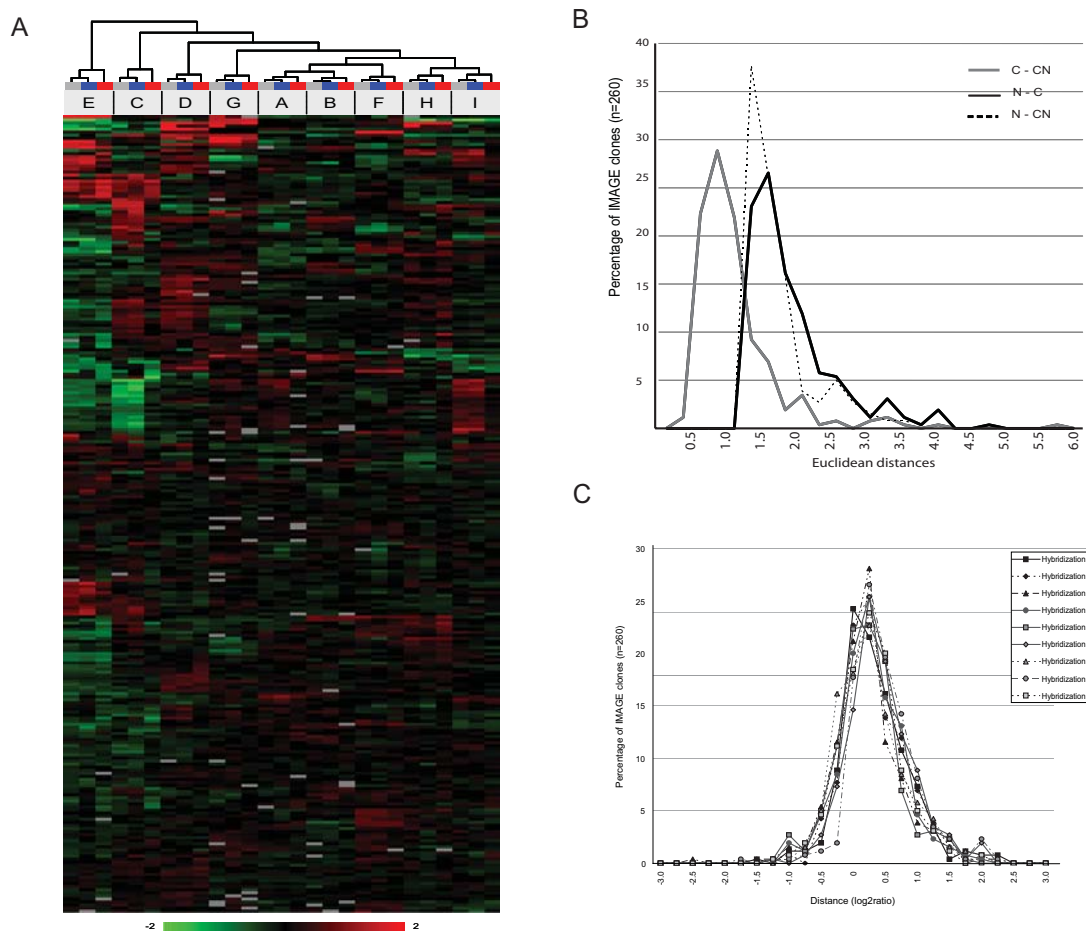 A
E C D G A B F H I
-2 2
B
Percentage of IMAGE clones (n=260)
40
35
30
25
20
15
10
5
C - CN
N - C
N - CN
0.5 1.0 1.5 2.0 2.5 3.0 3.5 4.0 4.5 5.0 5.5 6.0
Euclidean distances
C
Percentage of IMAGE clones (n=260)
30
25
20
15
10
5
0
Hybridization
Hybridization
Hybridization
Hybridization
Hybridization
Hybridization
Hybridization
Hybridization
Hybridization
-3.0 -2.5 -2.0 -1.5 -1.0 -0.5 0 0.5 1.0 1.5 2.0 2.5 3.0
Distance (log2ratio)